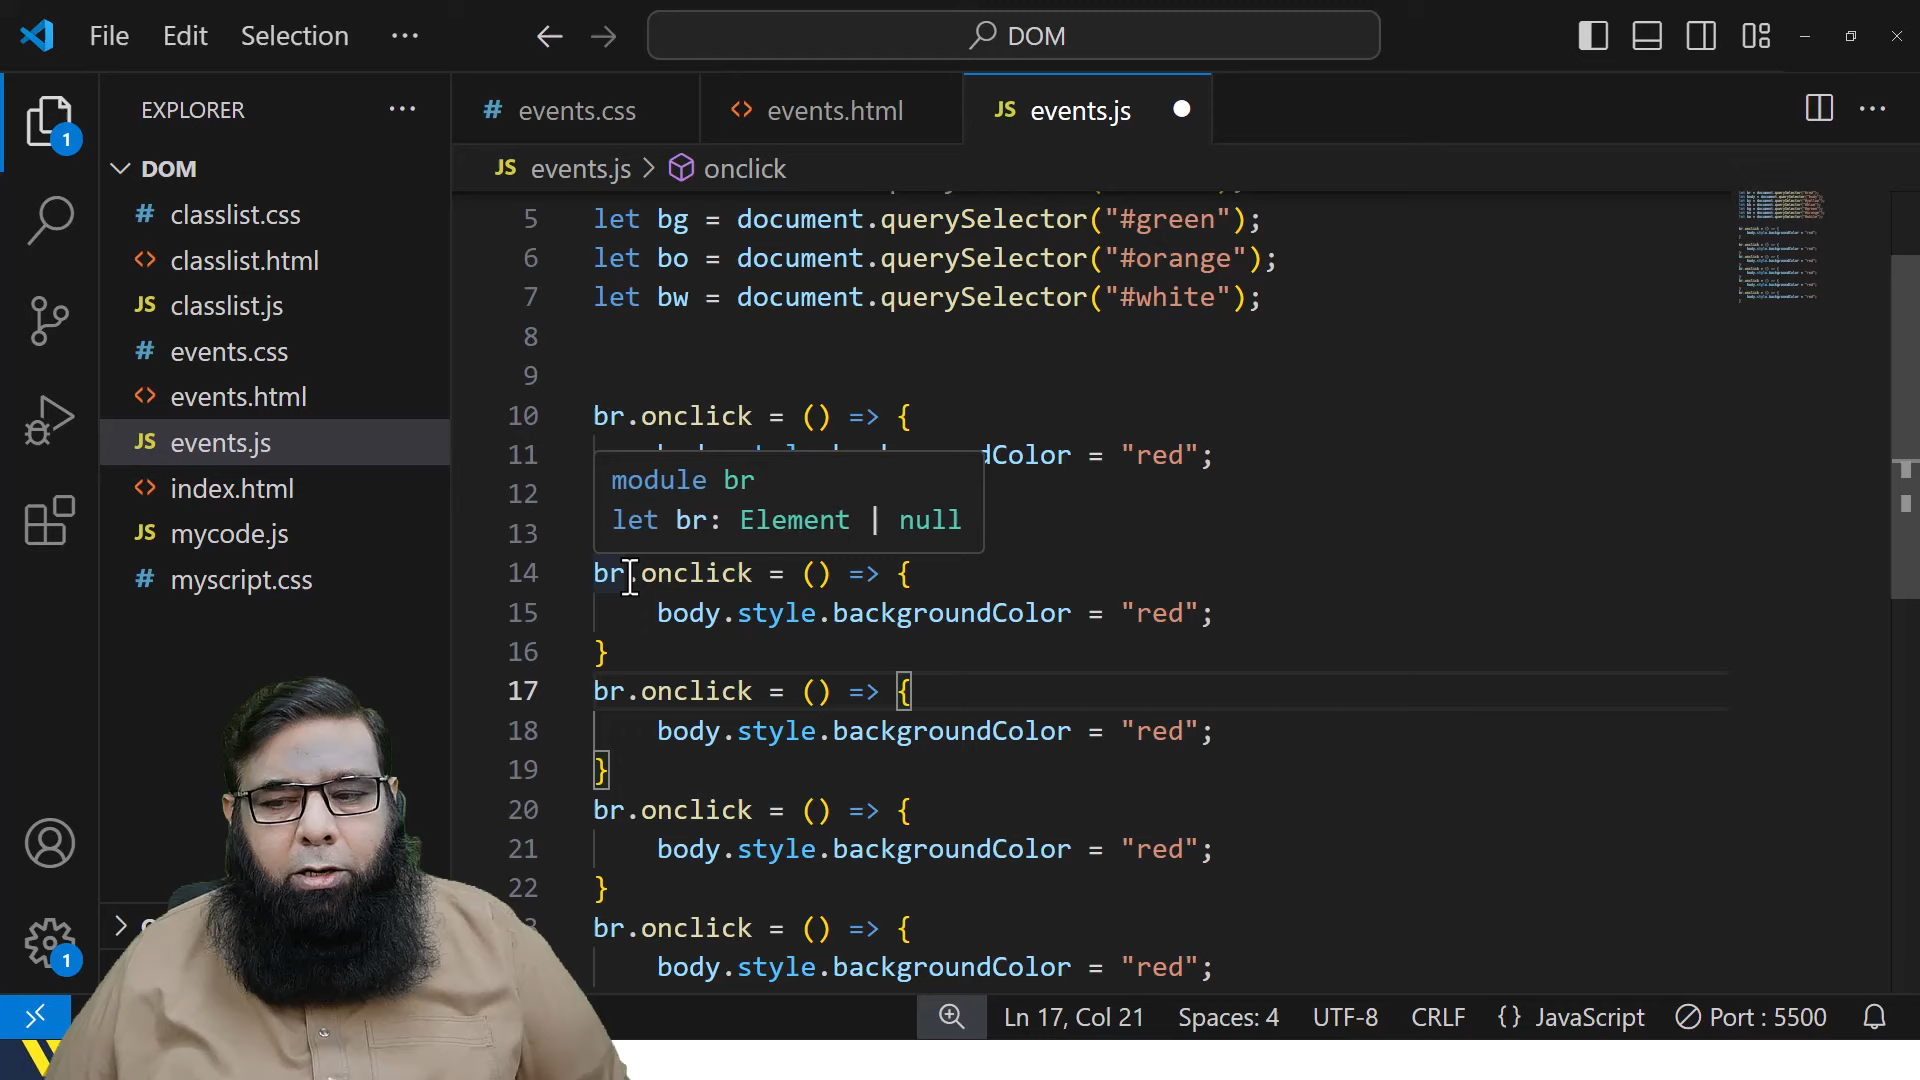 File Edit Selection ...
DOM
EXPLORER ...
events.css
events.html
JS events.js
1
DOM
JS events.js > onclick
# classlist.css
<> classlist.html
JS classlist.js
# events.css
<> events.html
JS events.js
<> index.html
JS mycode.js
# myscript.css
5 let bg = document.querySelector("#green");
6 let bo = document.querySelector("#orange");
7 let bw = document.querySelector("#white");
8
9
10 br.onclick = () => {
11 dColor = "red";
module br
12
let br: Element | null
13
14 br.onclick = () => {
15 body.style.backgroundColor = "red";
16 }
17 br.onclick = () => {
18 body.style.backgroundColor = "red";
19 }
20 br.onclick = () => {
21 body.style.backgroundColor = "red";
22 }
br.onclick = () => {
body.style.backgroundColor = "red";
1
Ln 17, Col 21 Spaces: 4 UTF-8 CRLF {} JavaScript Port : 5500